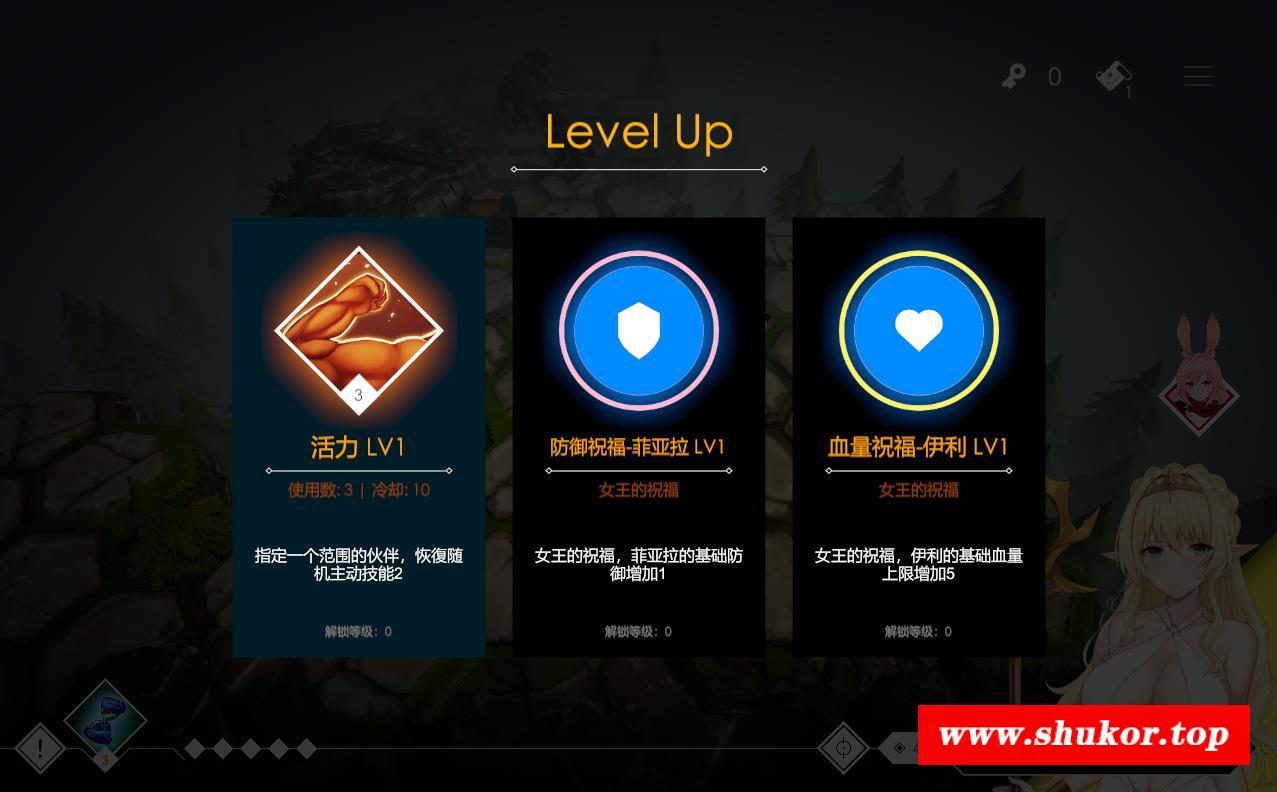 0
1
Level Up
3
活力 LV1
使用数: 3 | 冷却: 10
指定一个范围的伙伴，恢復随
机主动技能2
解锁等级：0
防御祝福-菲亚拉 LV1
女王的祝福
女王的祝福，菲亚拉的基础防
御增加1
解锁等级：0
血量祝福-伊利 LV1
女王的祝福
女王的祝福，伊利的基础血量
上限增加5
解锁等级：0
3
www.shukor.top